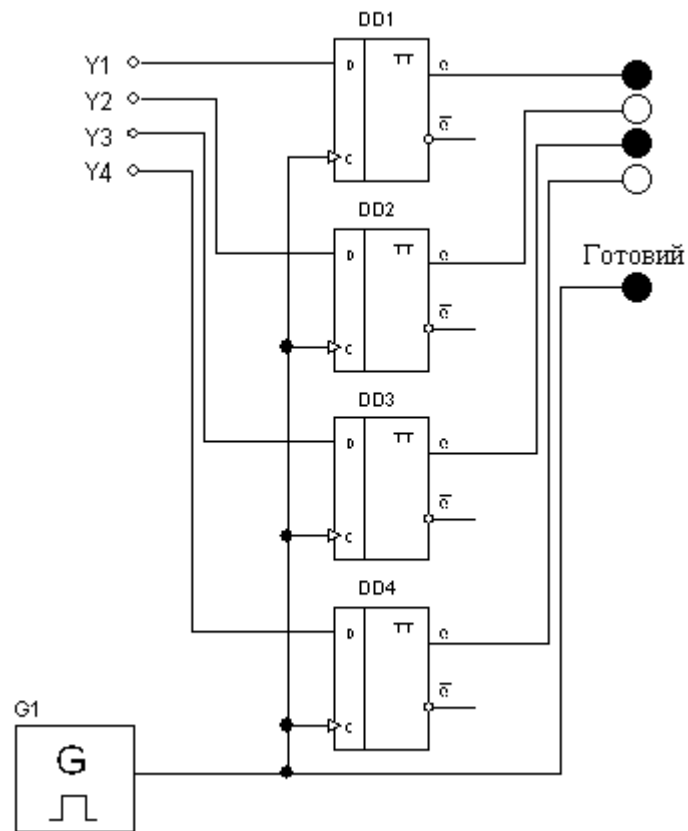 DD1
Y1
D
TT
Q
Y2
Y3
Q
Y4
C
DD2
D
TT
Q
Готовий
Q
C
DD3
D
TT
Q
Q
C
DD4
D
TT
Q
Q
C
G1
G